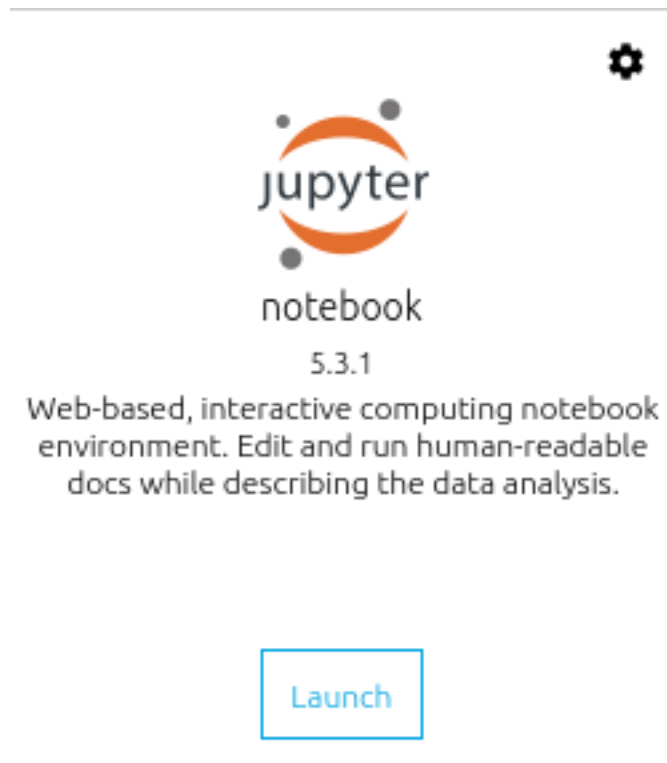 jupyter
notebook
5.3.1
Web-based, interactive computing notebook
environment. Edit and run human-readable
docs while describing the data analysis.
Launch